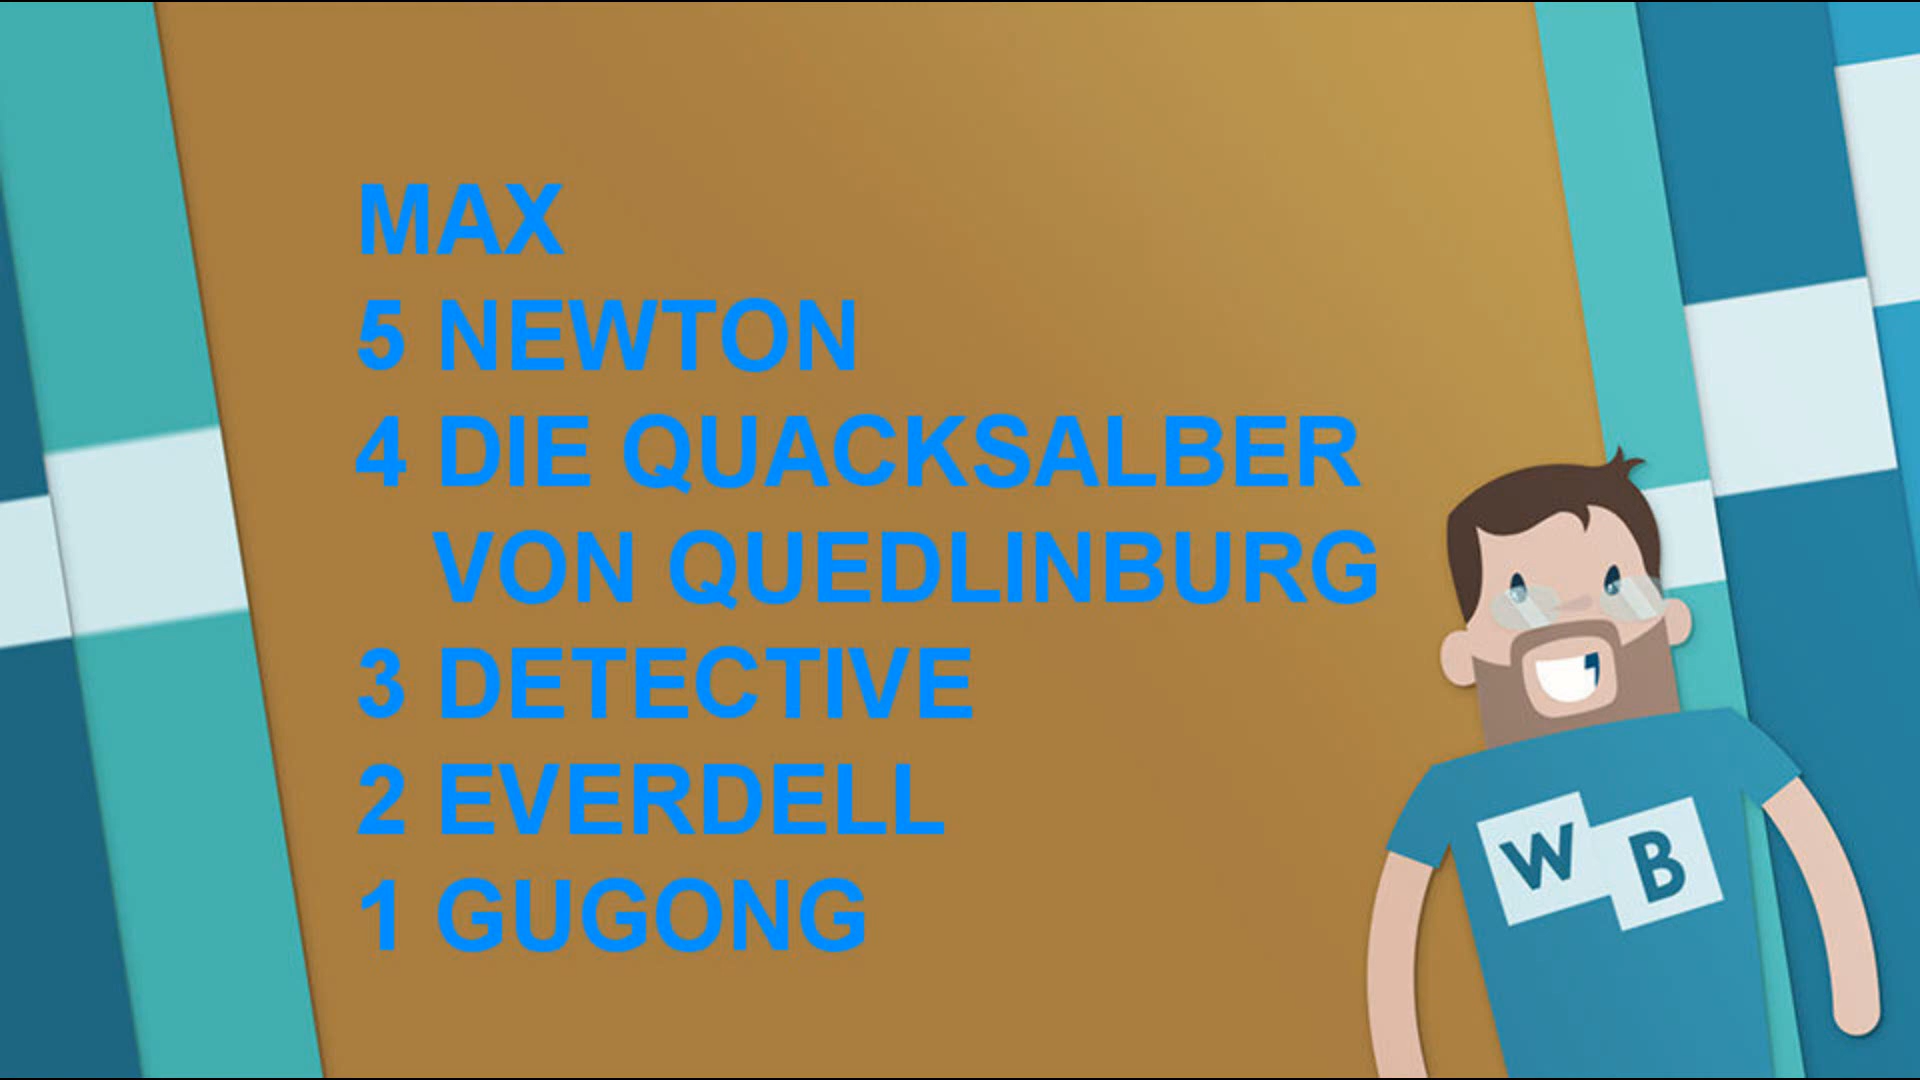 MAX
5 NEWTON
4 DIE QUACKSALBER
VON QUEDLINBURG
3 DETECTIVE
2 EVERDELL
1 GUGONG
W B